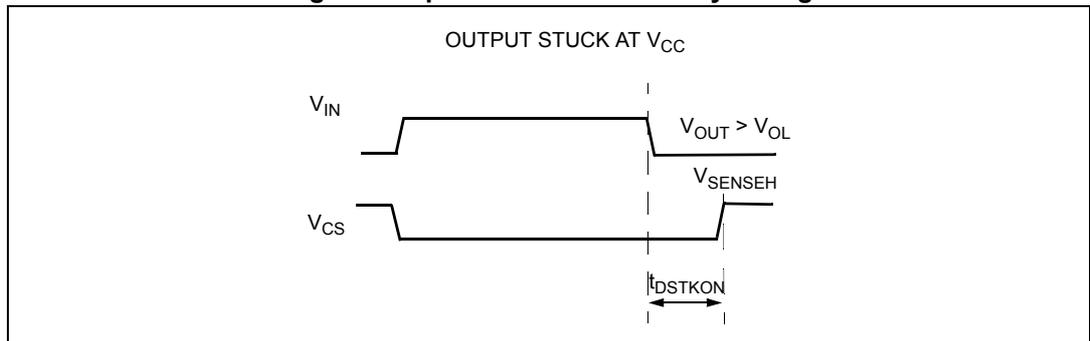 OUTPUT STUCK AT VCC
VIN
VOUT > VOL
VSENSEH
VCS
tDSTKON